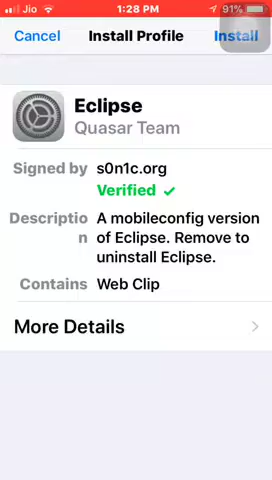 Jio 1:28 PM 91%
Cancel Install Profile Install
Eclipse
Quasar Team
Signed by s0n1c.org
Verified ✓
Descriptio A mobileconfig version
n of Eclipse. Remove to
uninstall Eclipse.
Contains Web Clip
More Details